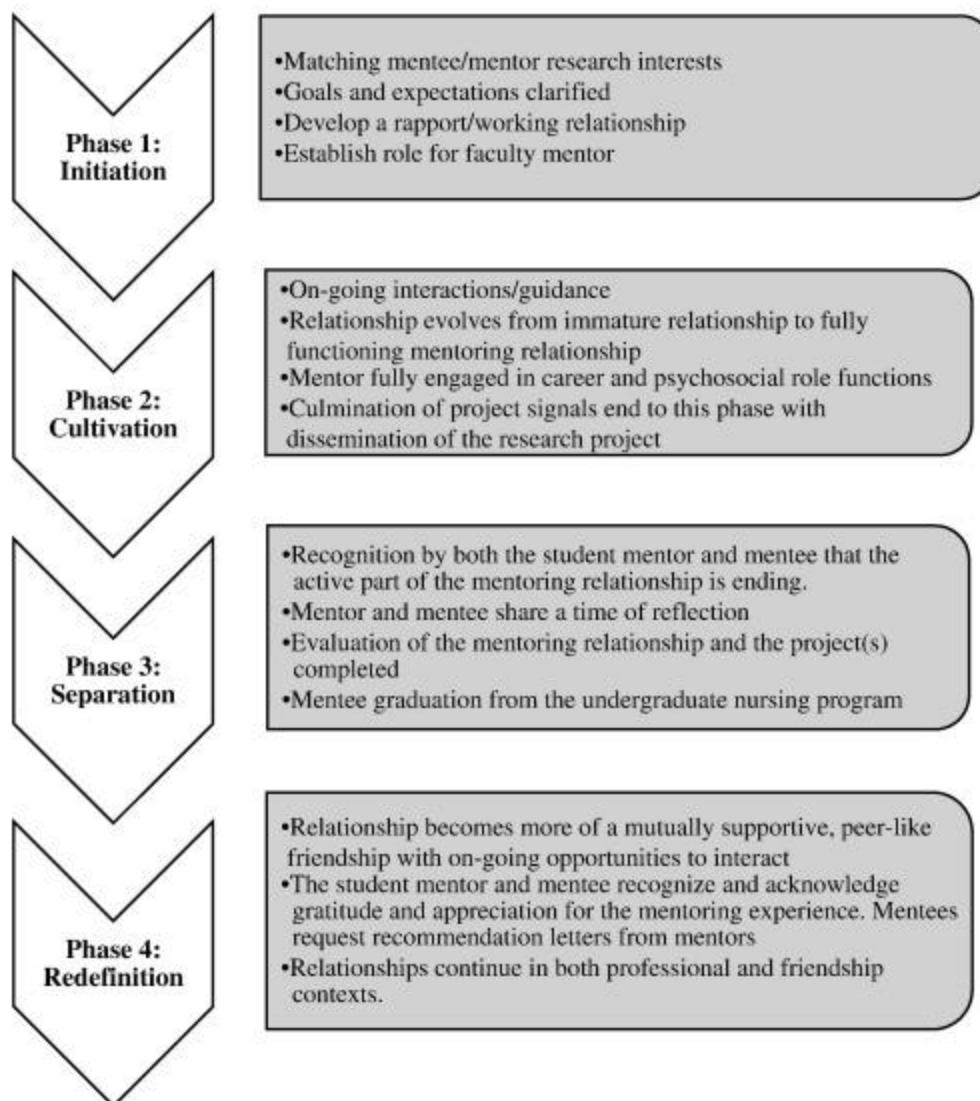 Phase 1:
Initiation
•Matching mentee/mentor research interests
•Goals and expectations clarified
•Develop a rapport/working relationship
•Establish role for faculty mentor
Phase 2:
Cultivation
•On-going interactions/guidance
•Relationship evolves from immature relationship to fully
functioning mentoring relationship
•Mentor fully engaged in career and psychosocial role functions
•Culmination of project signals end to this phase with
dissemination of the research project
Phase 3:
Separation
•Recognition by both the student mentor and mentee that the
active part of the mentoring relationship is ending.
•Mentor and mentee share a time of reflection
•Evaluation of the mentoring relationship and the project(s)
completed
•Mentee graduation from the undergraduate nursing program
Phase 4:
Redefinition
•Relationship becomes more of a mutually supportive, peer-like
friendship with on-going opportunities to interact
•The student mentor and mentee recognize and acknowledge
gratitude and appreciation for the mentoring experience. Mentees
request recommendation letters from mentors
•Relationships continue in both professional and friendship
contexts.